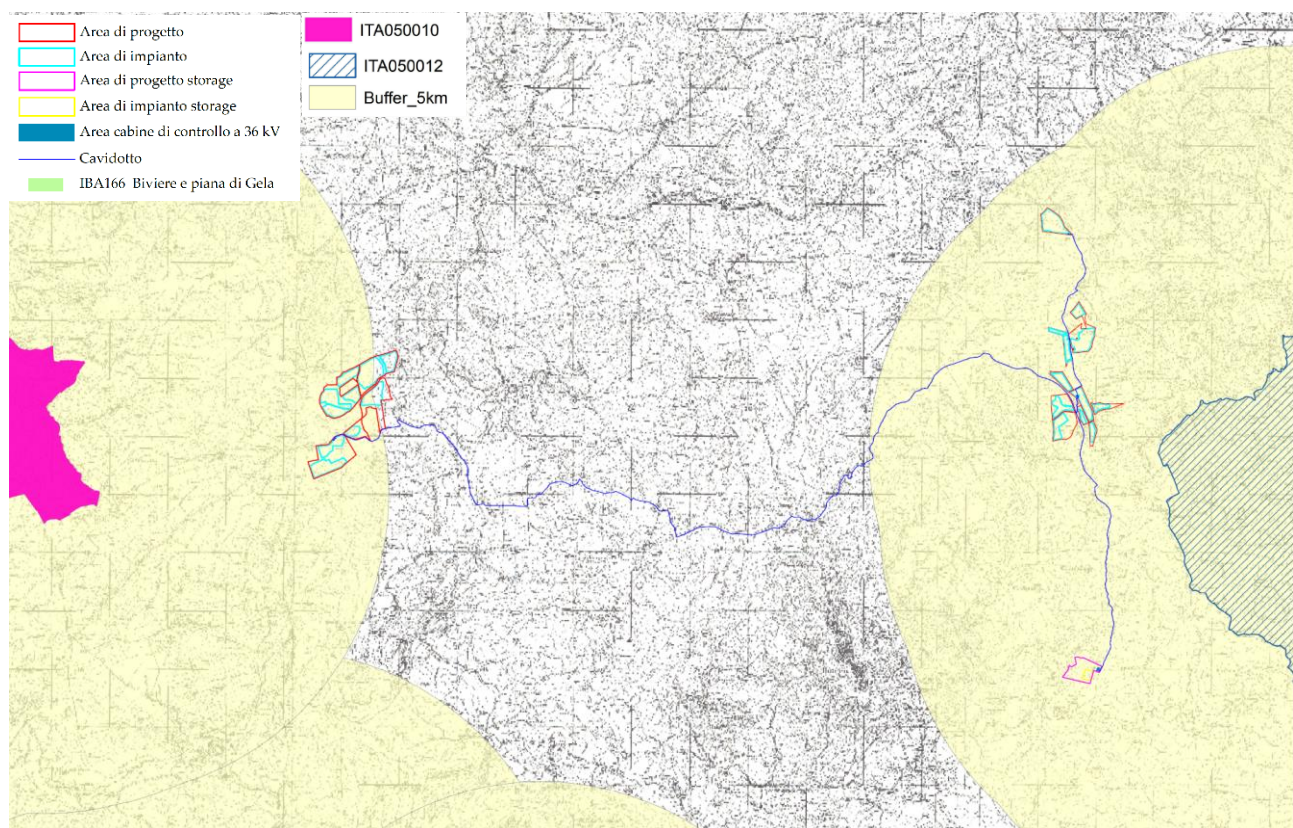 Area di progetto
Area di impianto
Area di progetto storage
Area di impianto storage
Area cabine di controllo a 36 kV
Cavidotto
IBA166 Biviere e piana di Gela
ITA050010
ITA050012
Buffer_5km